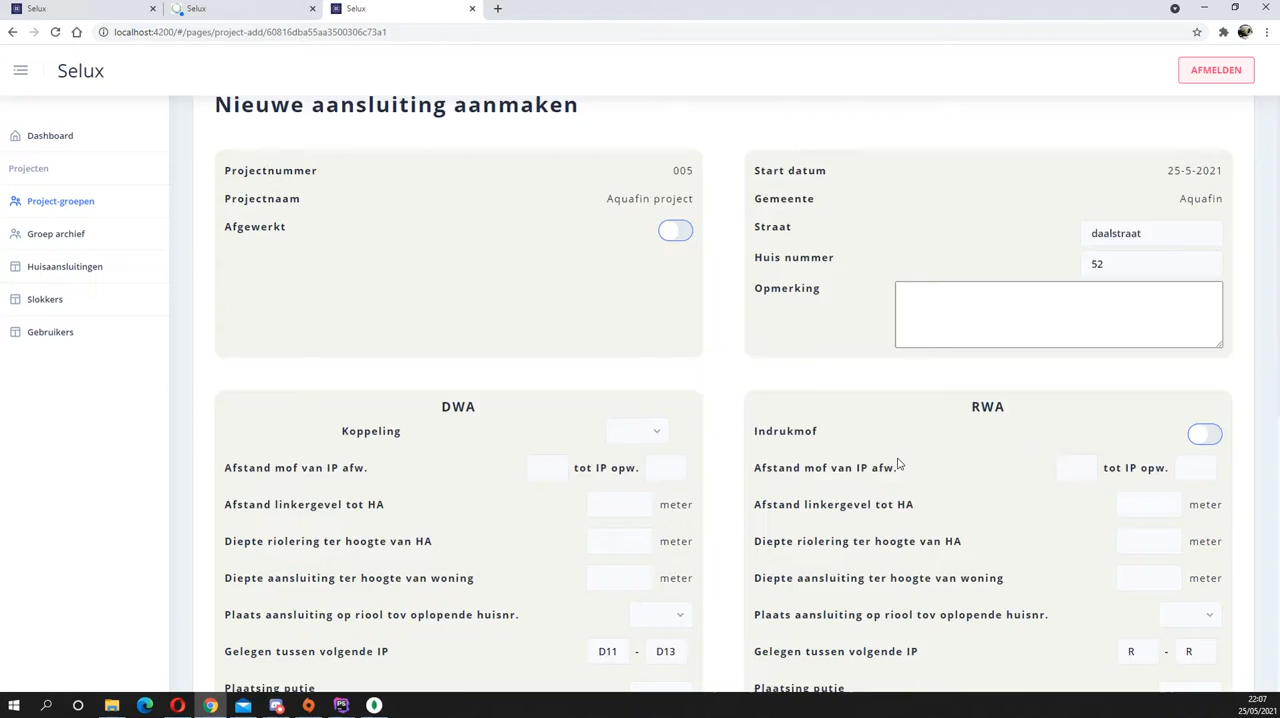 Selux
Selux
Selux
localhost:4200/#/pages/project-add/60816dba55aa3500306c73a1
Selux
AFMELDEN
Nieuwe aansluiting aanmaken
Dashboard
Projecten
Project-groepen
Groep archief
Huisaansluitingen
Slokkers
Gebruikers
Projectnummer 005
Projectnaam Aquafin project
Afgewerkt
Start datum 25-5-2021
Gemeente Aquafin
Straat daalstraat
Huis nummer 52
Opmerking
DWA
Koppeling
Afstand mof van IP afw. tot IP opw.
Afstand linkergevel tot HA meter
Diepte riolering ter hoogte van HA meter
Diepte aansluiting ter hoogte van woning meter
Plaats aansluiting op riool tov oplopende huisnr.
Gelegen tussen volgende IP D11 - D13
Plaatsing putje
RWA
Indrukmof
Afstand mof van IP afw. tot IP opw.
Afstand linkergevel tot HA meter
Diepte riolering ter hoogte van HA meter
Diepte aansluiting ter hoogte van woning meter
Plaats aansluiting op riool tov oplopende huisnr.
Gelegen tussen volgende IP R - R
Plaatsing putje
22:07
25/05/2021